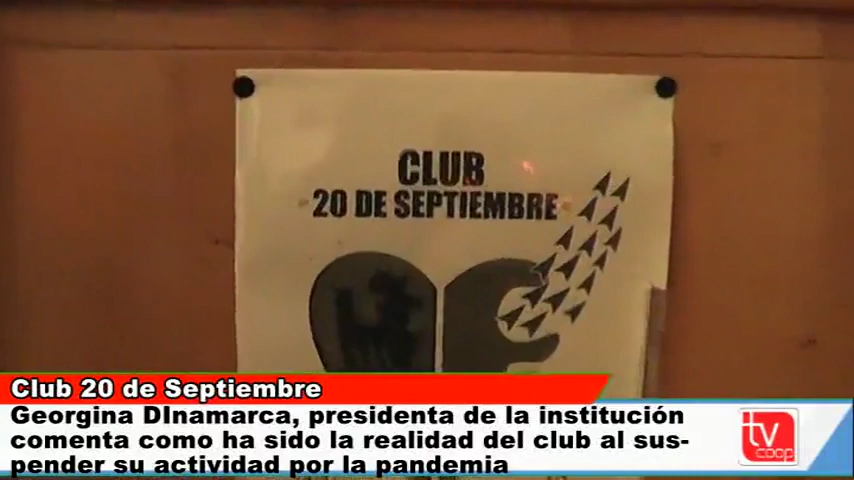 CLUB
20 DE SEPTIEMBRE
Club 20 de Septiembre
Georgina DInamarca, presidenta de la institución
comenta como ha sido la realidad del club al sus-
pender su actividad por la pandemia
tv
coop